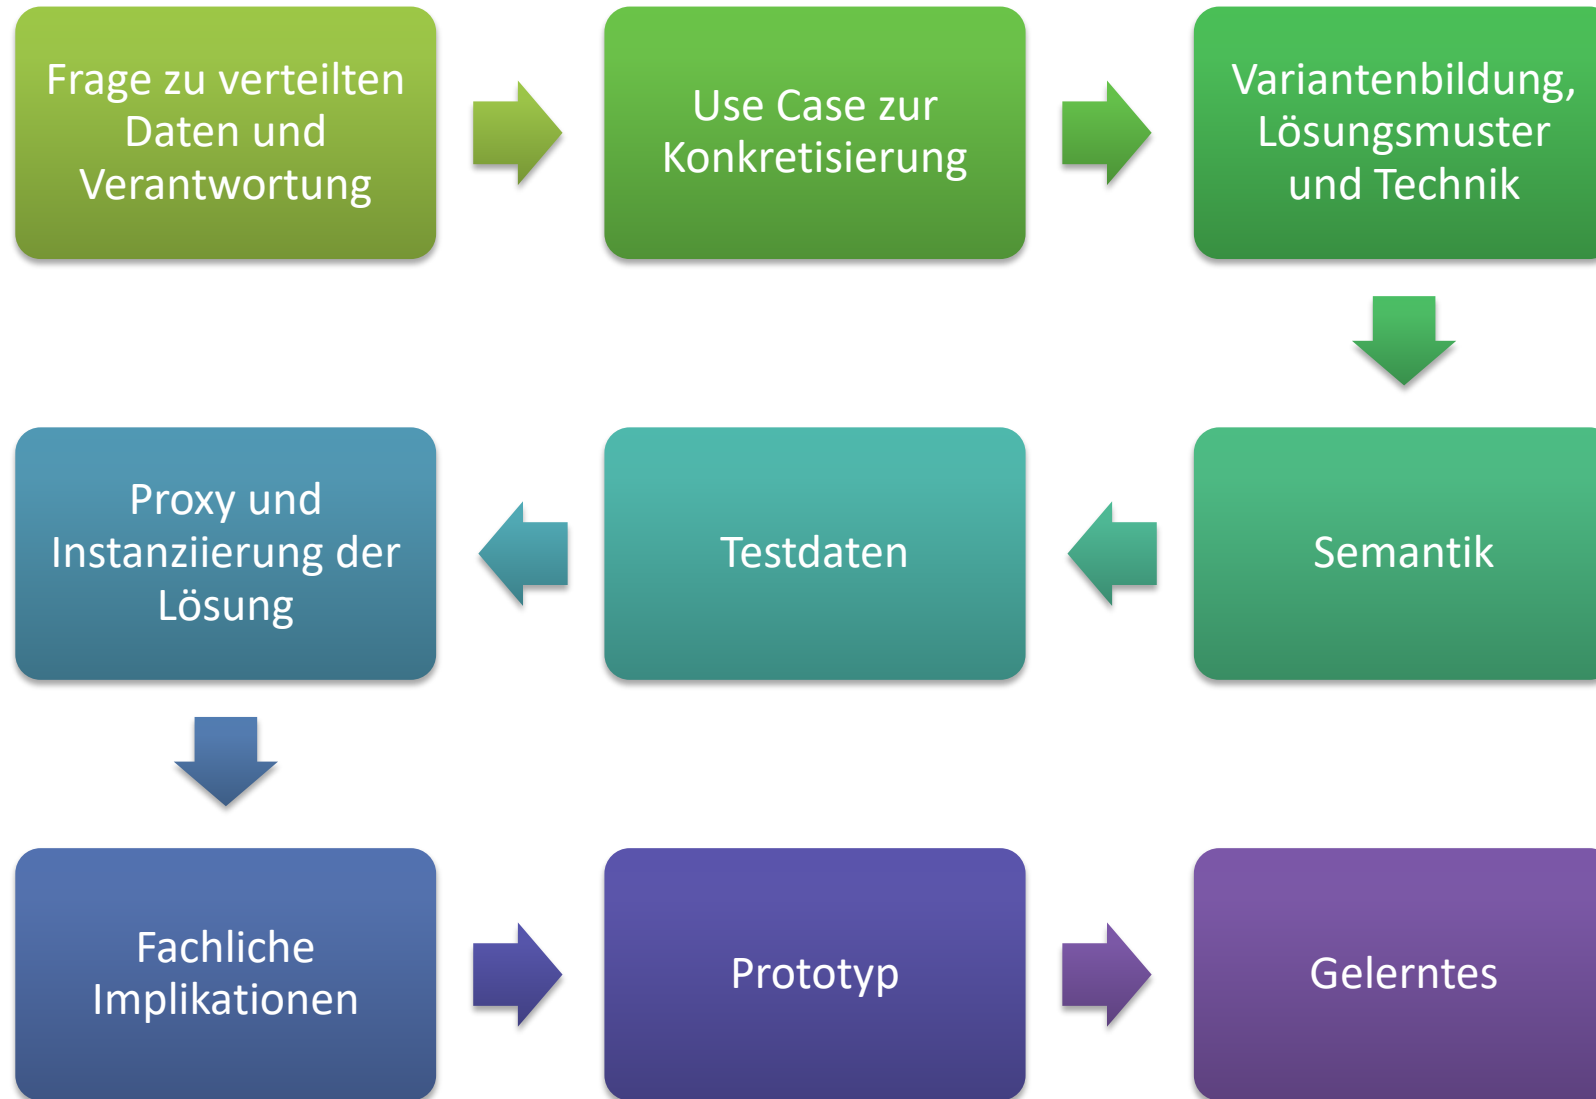 Frage zu verteilten
Daten und
Verantwortung
Use Case zur
Konkretisierung
Variantenbildung,
Lösungsmuster
und Technik
Semantik
Testdaten
Proxy und
Instanziierung der
Lösung
Fachliche
Implikationen
Prototyp
Gelerntes